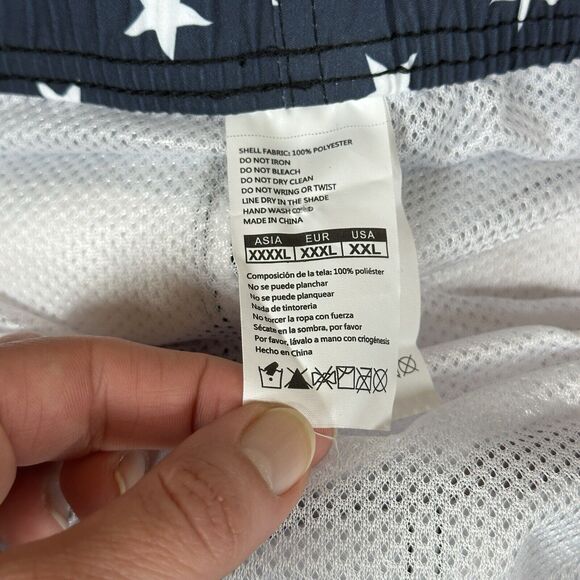 SHELL FABRIC: 100% POLYESTER
DO NOT IRON
DO NOT BLEACH
DO NOT DRY CLEAN
DO NOT WRING OR TWIST
LINE DRY IN THE SHADE
HAND WASH
MADE IN CHINA
ASIA EUR USA
XXXXL XXXL XXL
Composición de la tela: 100% poliéster
No se puede planchar
No se puede planquear
Nada de tintoreria
No torcer la ropa con fuerza
Sécate en la sombra, por favor
Por favor, lávalo a mano con criogénesis
Hecho en China